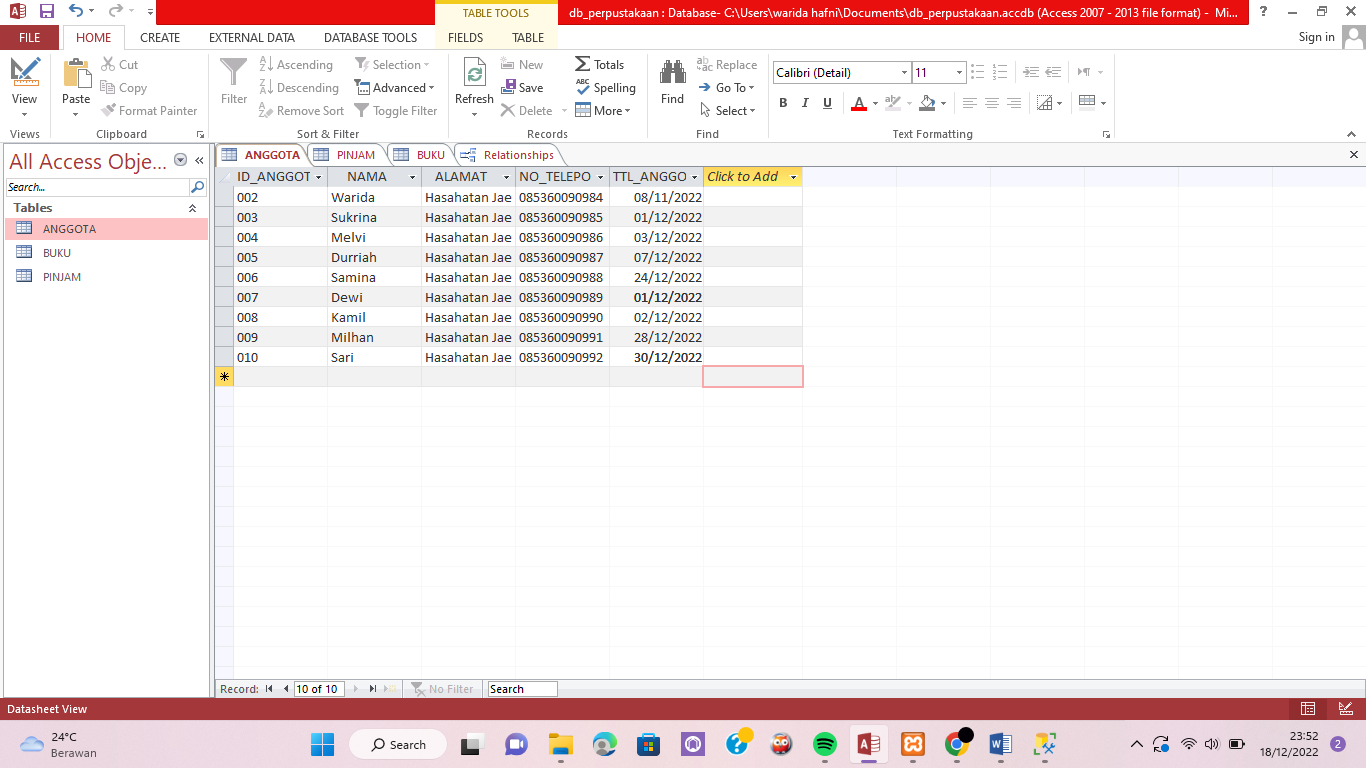 TABLE TOOLS
db_perpustakaan : Database- C:\Users\warida hafni\Documents\db_perpustakaan.accdb (Access 2007 - 2013 file format) - Mi...
FILE HOME CREATE EXTERNAL DATA DATABASE TOOLS FIELDS TABLE Sign in
View
Views
Paste
Cut
Copy
Format Painter
Clipboard
Filter
Ascending
Descending
Remove Sort
Selection
Advanced
Toggle Filter
Sort & Filter
Refresh
New
Save
Delete
Totals
Spelling
More
Records
Find
Replace
Go To
Select
Find
Calibri (Detail) 11
B I U A
Text Formatting
All Access Obje...
Search...
Tables
ANGGOTA
BUKU
PINJAM
ANGGOTA PINJAM BUKU Relationships
ID_ANGGOT NAMA ALAMAT NO_TELEPO TTL_ANGGO Click to Add
002 Warida Hasahatan Jae 085360090984 08/11/2022
003 Sukrina Hasahatan Jae 085360090985 01/12/2022
004 Melvi Hasahatan Jae 085360090986 03/12/2022
005 Durriah Hasahatan Jae 085360090987 07/12/2022
006 Samina Hasahatan Jae 085360090988 24/12/2022
007 Dewi Hasahatan Jae 085360090989 01/12/2022
008 Kamil Hasahatan Jae 085360090990 02/12/2022
009 Milhan Hasahatan Jae 085360090991 28/12/2022
010 Sari Hasahatan Jae 085360090992 30/12/2022
Record: 10 of 10 No Filter Search
Datasheet View
24°C
Berawan
Search
23:52
18/12/2022
2